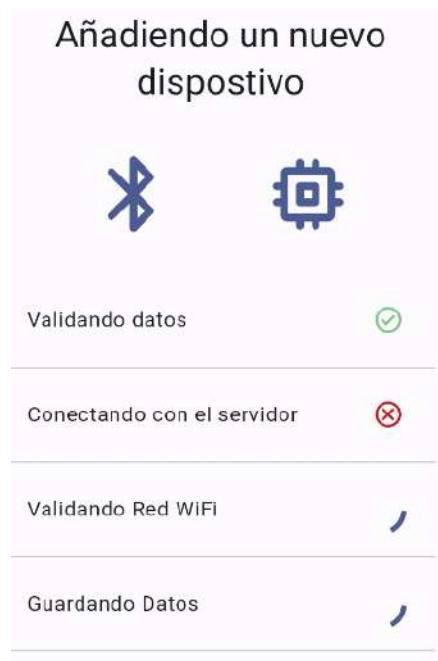 Añadiendo un nuevo
dispostivo
Validando datos
Conectando con el servidor
Validando Red WiFi
Guardando Datos